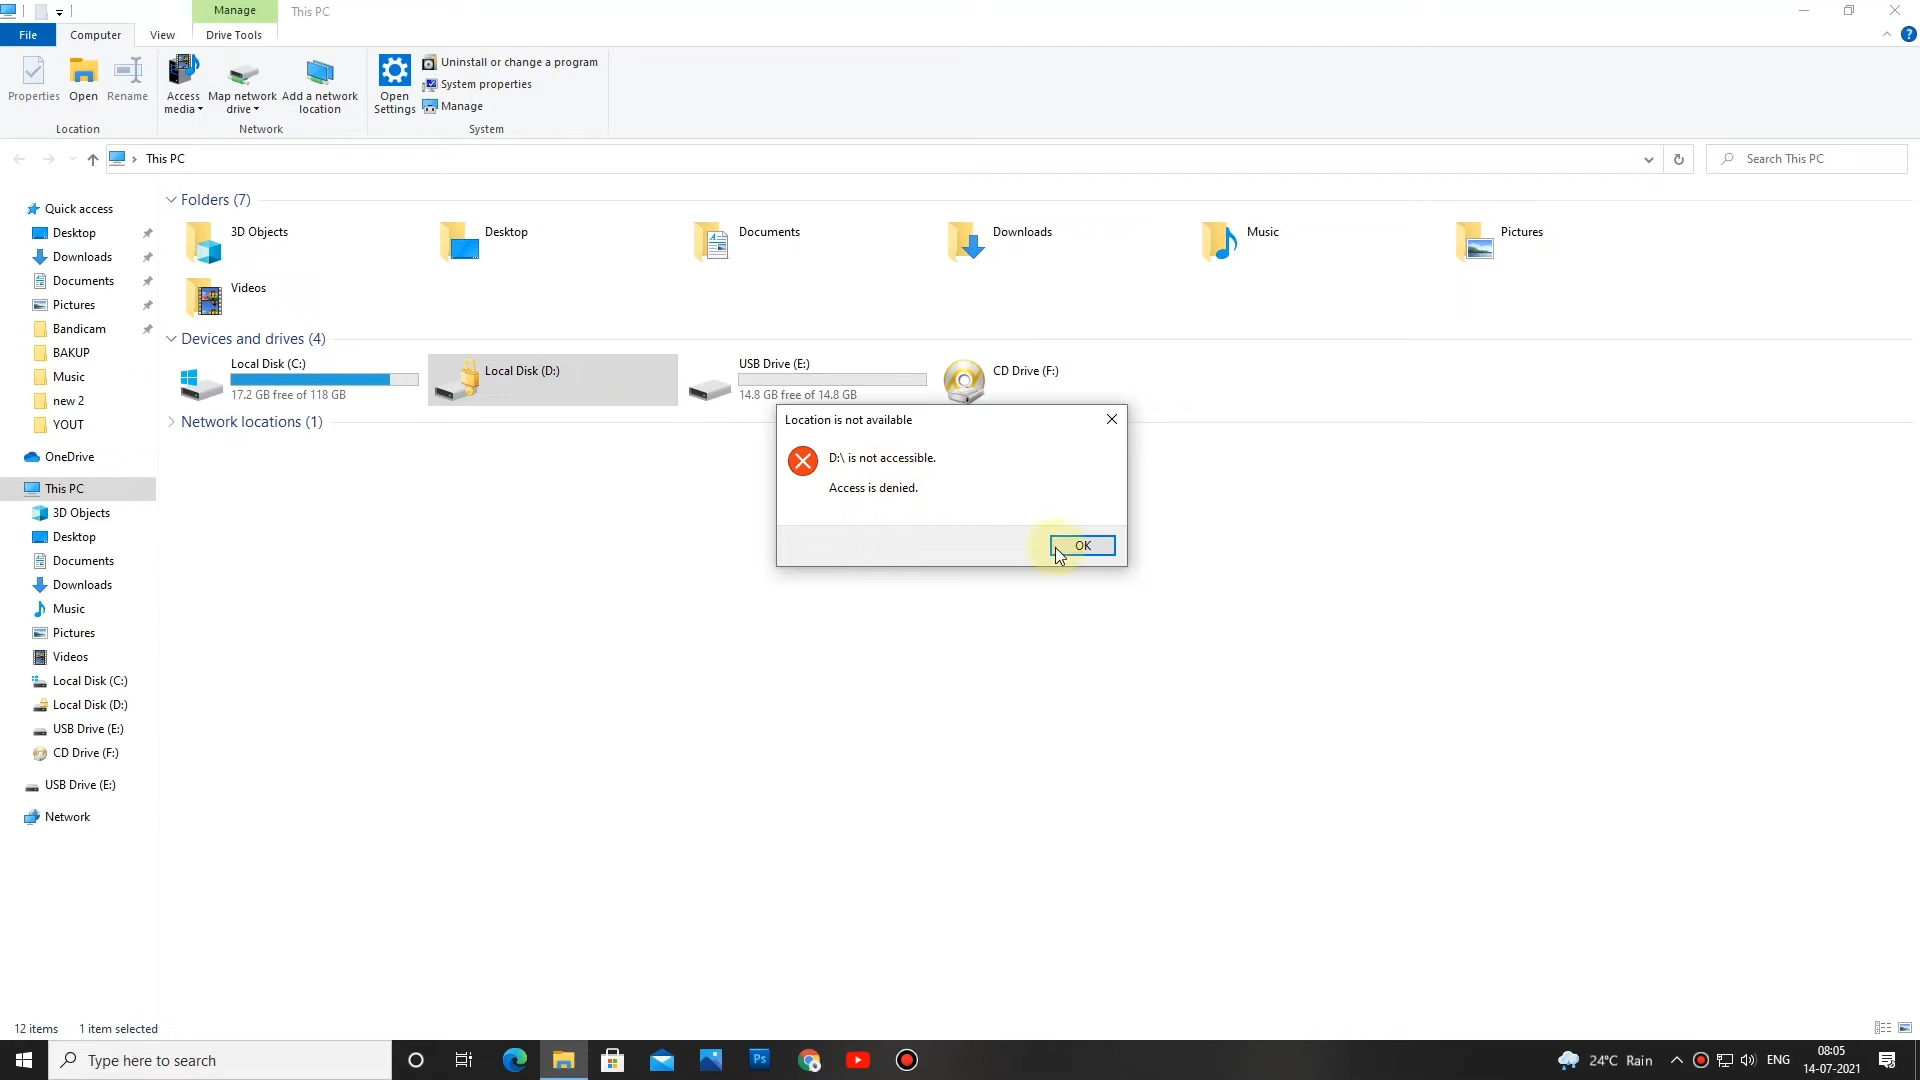 Manage
This PC
File
Computer
View
Drive Tools
Properties
Open
Rename
Access
media
Map network
drive
Add a network
location
Open
Settings
Uninstall or change a program
System properties
Manage
Location
Network
System
This PC
Search This PC
Quick access
Desktop
Downloads
Documents
Pictures
Bandicam
BAKUP
Music
new 2
YOUT
OneDrive
This PC
3D Objects
Desktop
Documents
Downloads
Music
Pictures
Videos
Local Disk (C:)
Local Disk (D:)
USB Drive (E:)
CD Drive (F:)
USB Drive (E:)
Network
Folders (7)
3D Objects
Desktop
Documents
Downloads
Music
Pictures
Videos
Devices and drives (4)
Local Disk (C:)
17.2 GB free of 118 GB
Local Disk (D:)
USB Drive (E:)
14.8 GB free of 14.8 GB
CD Drive (F:)
Network locations (1)
Location is not available
D:\ is not accessible.
Access is denied.
OK
12 items
1 item selected
Type here to search
Ps
24°C Rain
ENG
08:05
14-07-2021